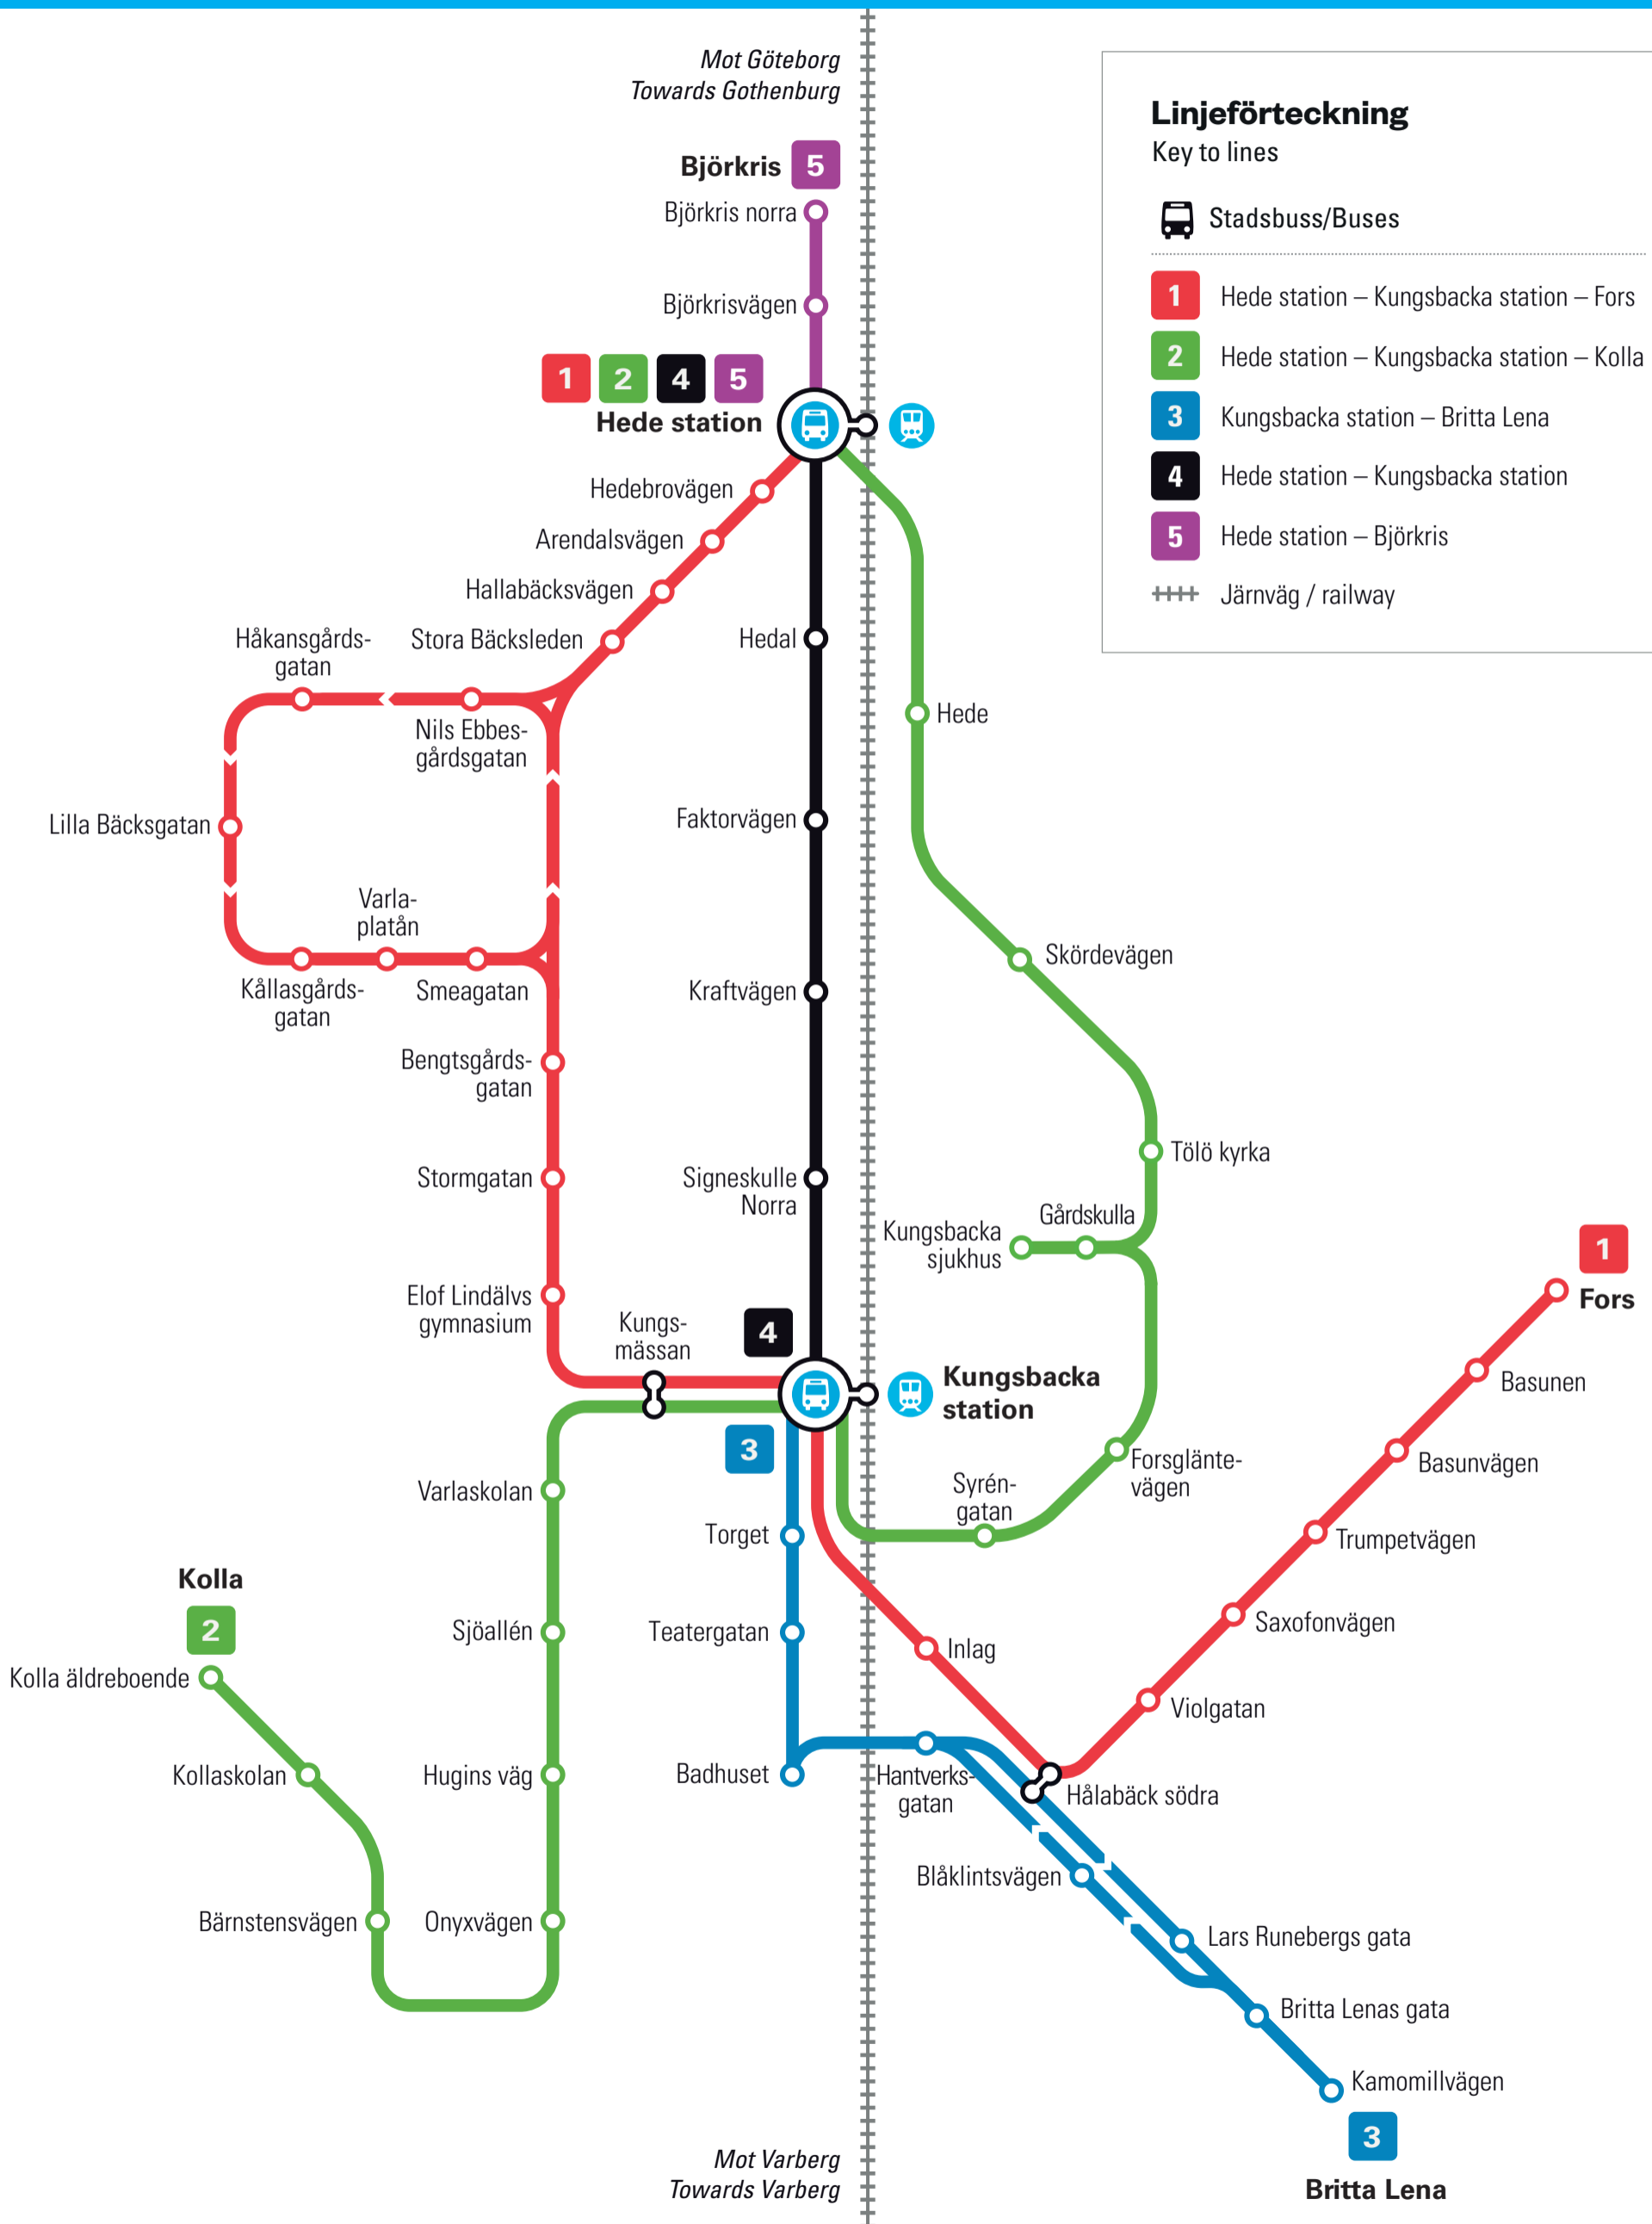 Mot Göteborg
Towards Gothenburg
Linjeförteckning
Key to lines
Stadsbuss/Buses
1 Hede station – Kungsbacka station – Fors
2 Hede station – Kungsbacka station – Kolla
3 Kungsbacka station – Britta Lena
4 Hede station – Kungsbacka station
5 Hede station – Björkris
Järnväg / railway
Björkris 5
Björkris norra
Björkrisvägen
1 2 4 5
Hede station
Hedebrovägen
Arendalsvägen
Hallabäcksvägen
Stora Bäcksleden
Håkansgårds-
gatan
Nils Ebbes-
gårdsgatan
Lilla Bäcksgatan
Varla-
platån
Kållasgårds-
gatan
Smeagatan
Bengtsgårds-
gatan
Stormgatan
Elof Lindälvs
gymnasium
Kungs-
mässan
Hedal
Faktorvägen
Kraftvägen
Signeskulle
Norra
4
Hede
Skördevägen
Tölö kyrka
Gårdskulla
Kungsbacka
sjukhus
Kungsbacka
station
Forsglänte-
vägen
Syrén-
gatan
1
Fors
Basunen
Basunvägen
Trumpetvägen
Saxofonvägen
Violgatan
Inlag
Hålabäck södra
3
Torget
Teatergatan
Badhuset
Hantverks-
gatan
Blåklintsvägen
Lars Runebergs gata
Britta Lenas gata
Kamomillvägen
3
Britta Lena
Varlaskolan
Sjöallén
Hugins väg
Onyxvägen
Bärnstensvägen
Kollaskolan
Kolla äldreboende
Kolla
2
Mot Varberg
Towards Varberg